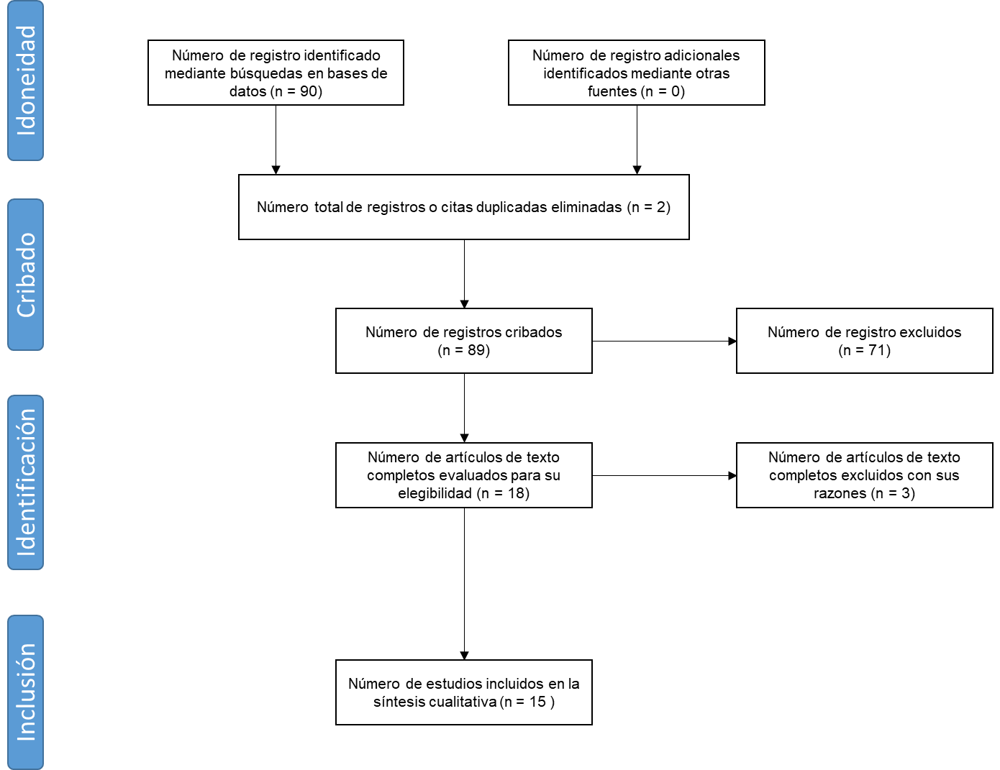 Idoneidad
Número de registro identificado
mediante búsquedas en bases de
datos (n = 90)
Número de registro adicionales
identificados mediante otras
fuentes (n = 0)
Número total de registros o citas duplicadas eliminadas (n = 2)
Cribado
Número de registros cribados
(n = 89)
Número de registro excluidos
(n = 71)
Identificación
Número de artículos de texto
completos evaluados para su
elegibilidad (n = 18)
Número de artículos de texto
completos excluidos con sus
razones (n = 3)
Inclusión
Número de estudios incluidos en la
síntesis cualitativa (n = 15 )